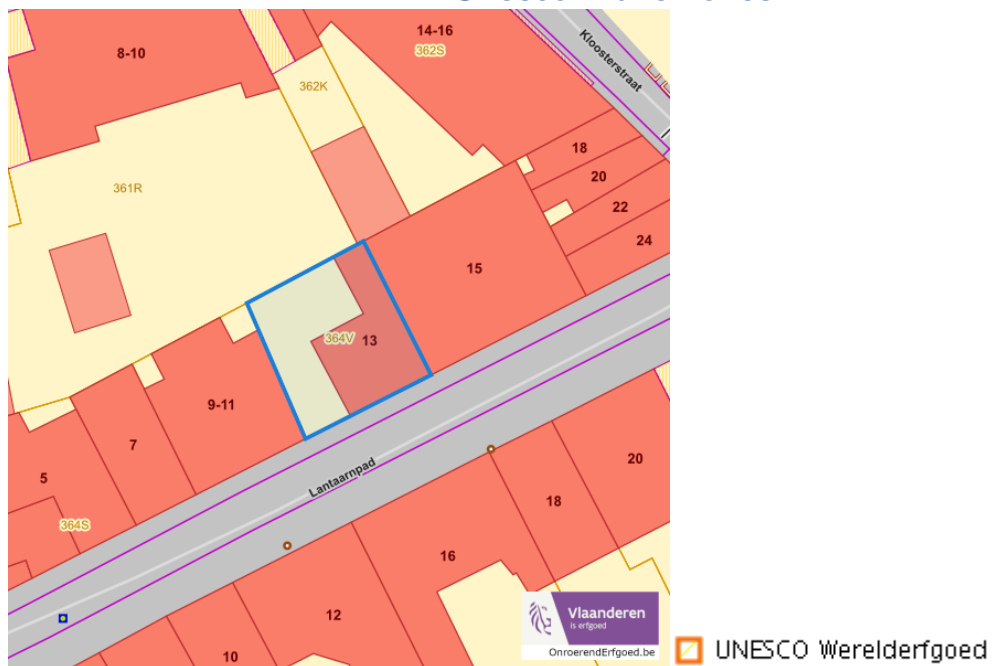 8-10
14-16
362S
Kloosterstraat
362K
18
20
22
24
361R
15
364V
13
9-11
7
5
364S
Lantaarnpad
20
18
16
12
10
Vlaanderen
is erfgoed
OnroerendErfgoed.be
UNESCO Werelderfgoed